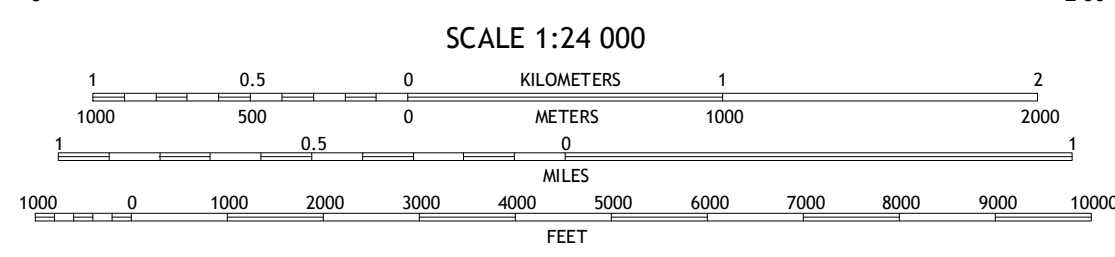 SCALE 1:24 000
1 0.5 0 KILOMETERS 1 2
1000 500 0 METERS 1000 2000
1 0.5 0 1
MILES
1000 0 1000 2000 3000 4000 5000 6000 7000 8000 9000 10000
FEET